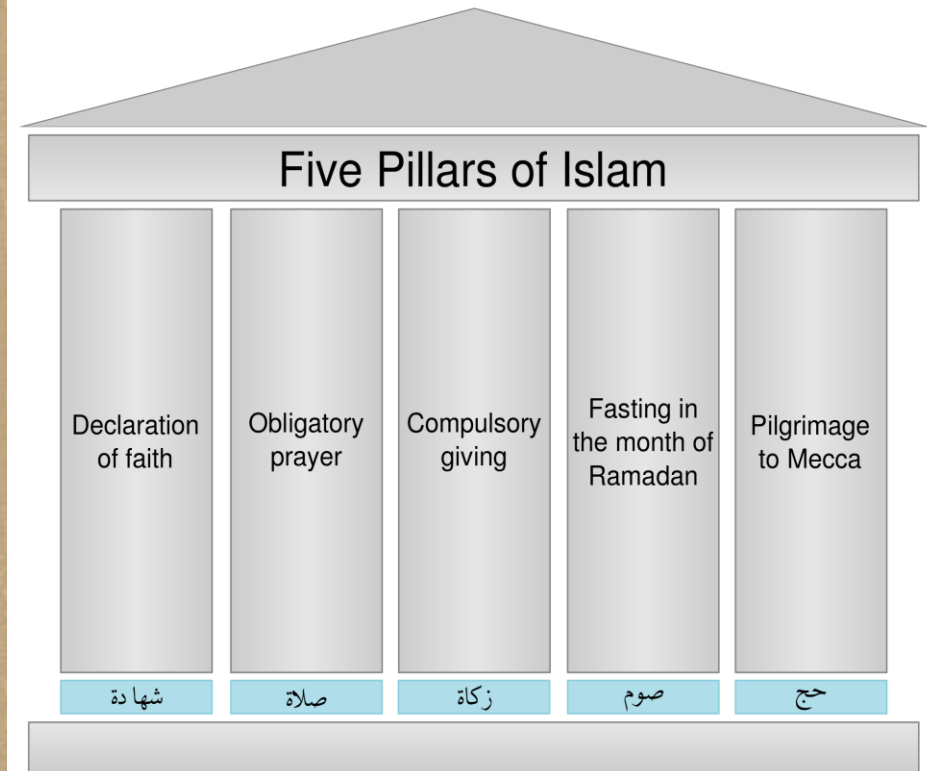 Five Pillars of Islam
Declaration
of faith
Obligatory
prayer
Compulsory
giving
Fasting in
the month of
Ramadan
Pilgrimage
to Mecca
شهادة
صلاة
زكاة
صوم
حج